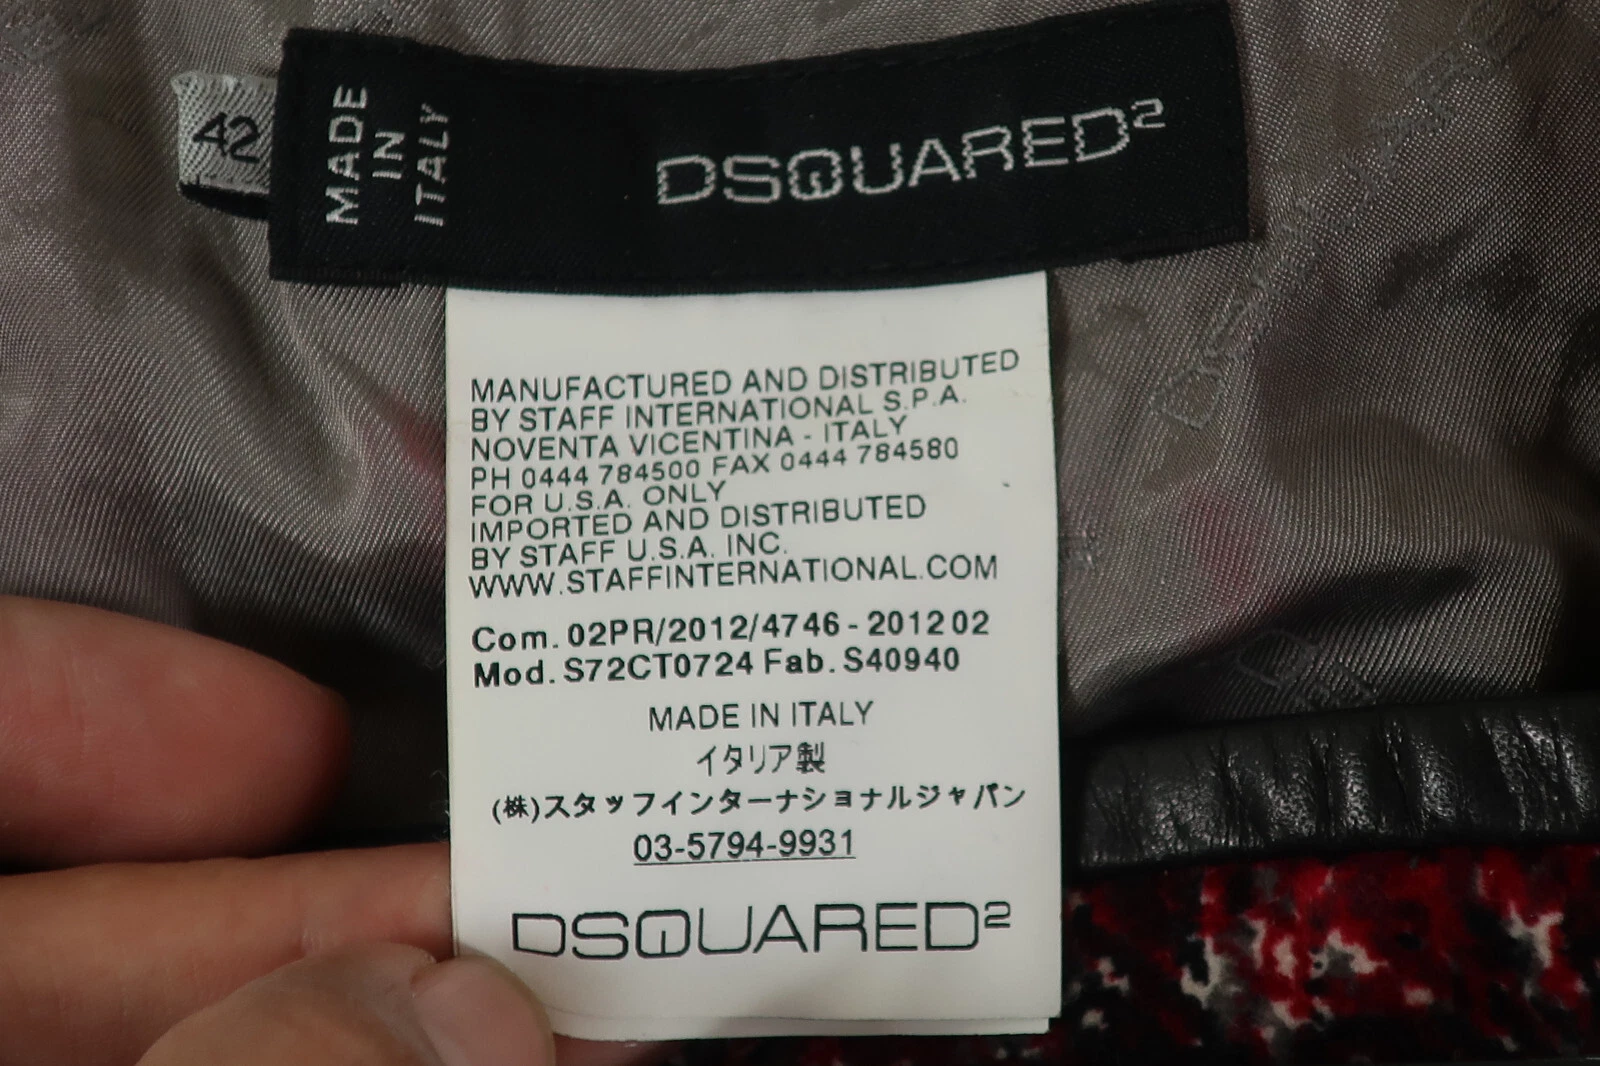 42
MADE
IN
ITALY
DSQUARED2
MANUFACTURED AND DISTRIBUTED
BY STAFF INTERNATIONAL S.P.A.
NOVENTA VICENTINA - ITALY
PH 0444 784500 FAX 0444 784580
FOR U.S.A. ONLY
IMPORTED AND DISTRIBUTED
BY STAFF U.S.A. INC.
WWW.STAFFINTERNATIONAL.COM
Com. 02PR/2012/4746 - 2012 02
Mod. S72CT0724 Fab. S40940
MADE IN ITALY
イタリア製
(株)スタッフインターナショナルジャパン
03-5794-9931
DSQUARED2